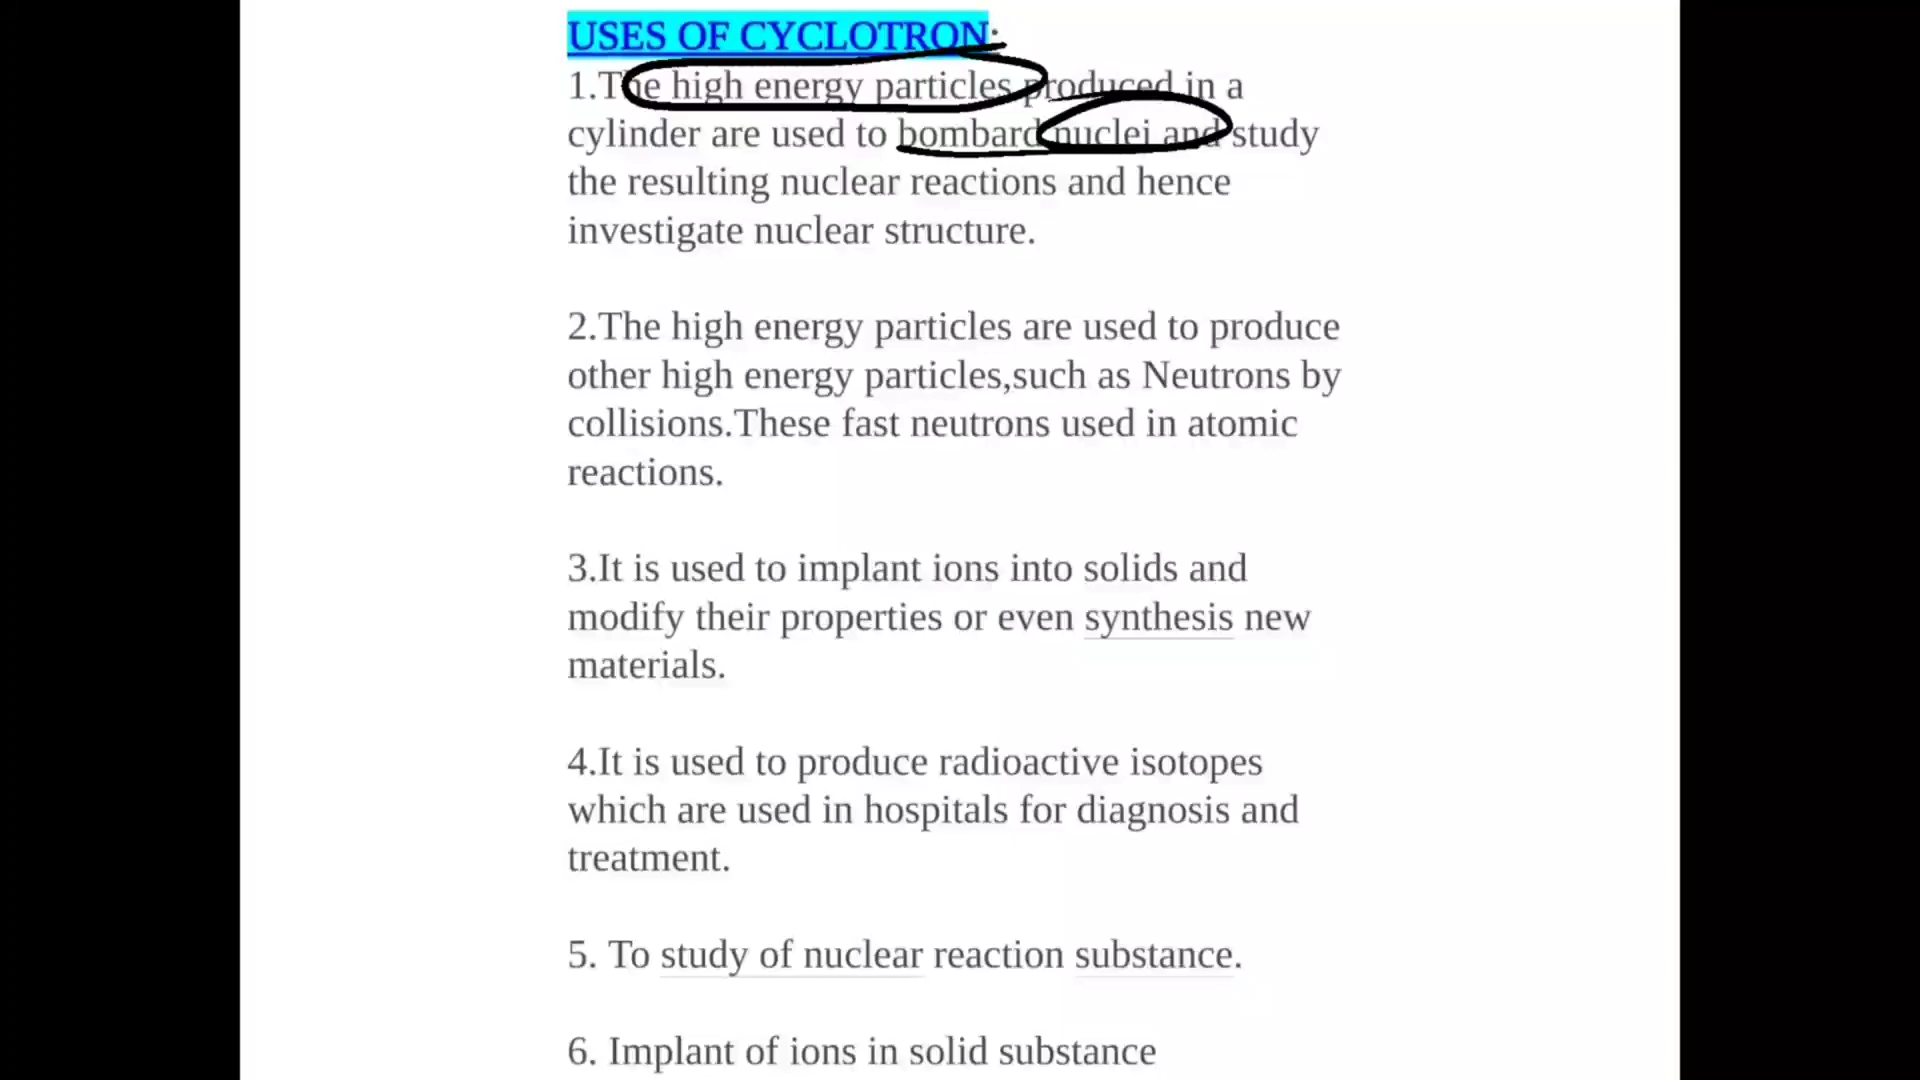 USES OF CYCLOTRON:
1.The high energy particles produced in a
cylinder are used to bombard nuclei and study
the resulting nuclear reactions and hence
investigate nuclear structure.
2.The high energy particles are used to produce
other high energy particles,such as Neutrons by
collisions.These fast neutrons used in atomic
reactions.
3.It is used to implant ions into solids and
modify their properties or even synthesis new
materials.
4.It is used to produce radioactive isotopes
which are used in hospitals for diagnosis and
treatment.
5. To study of nuclear reaction substance.
6. Implant of ions in solid substance